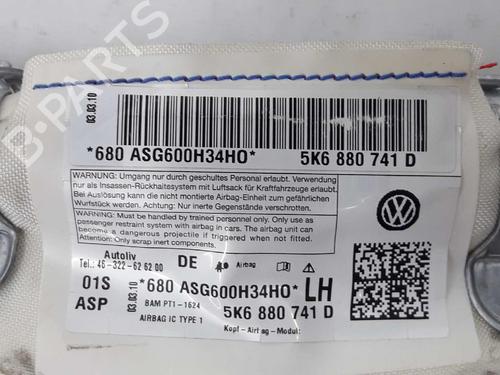 B-PARTS
03.03.10
*680 ASG600H34HO* 5K6 880 741 D
WARNUNG: Umgang nur durch geschultes Personal erlaubt. Verwendung
nur als Insassen-Rückhaltesystem mit Luftsack für Kraftfahrzeuge erlaubt.
Bei Auslösung kann die nicht montierte Airbag-Einheit zum gefährlichen
Wurfstück werden. Achtung: Nur Inerte Gegenstände verschrotten.
WARNING: Must be handled by trained personnel only. Only use as
passenger restraint system with airbags in cars. The airbag unit can
become a dangerous projectile if triggered when not fitted.
Attention: Only scrap inert components.
Autoliv
Tel.: 46-322-62 62 00
DE
Airbag
01S
ASP
03.03.10
*680 ASG600H34HO* LH
BAM PT1-1624
5K6 880 741 D
AIRBAG IC TYPE 1
Kopf-Airbag-Modul